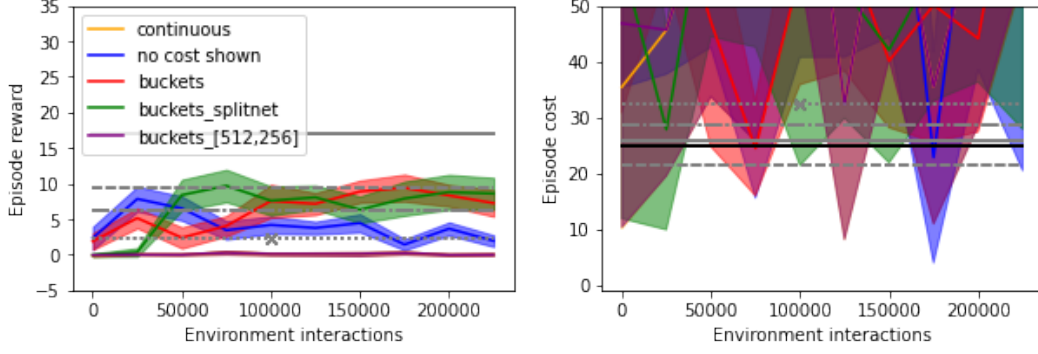 35
30
25
20
15
10
5
0
−5
Episode reward
continuous
no cost shown
buckets
buckets_splitnet
buckets_[512,256]
0
50000
100000
150000
200000
Environment interactions
50
40
30
20
10
0
Episode cost
0
50000
100000
150000
200000
Environment interactions